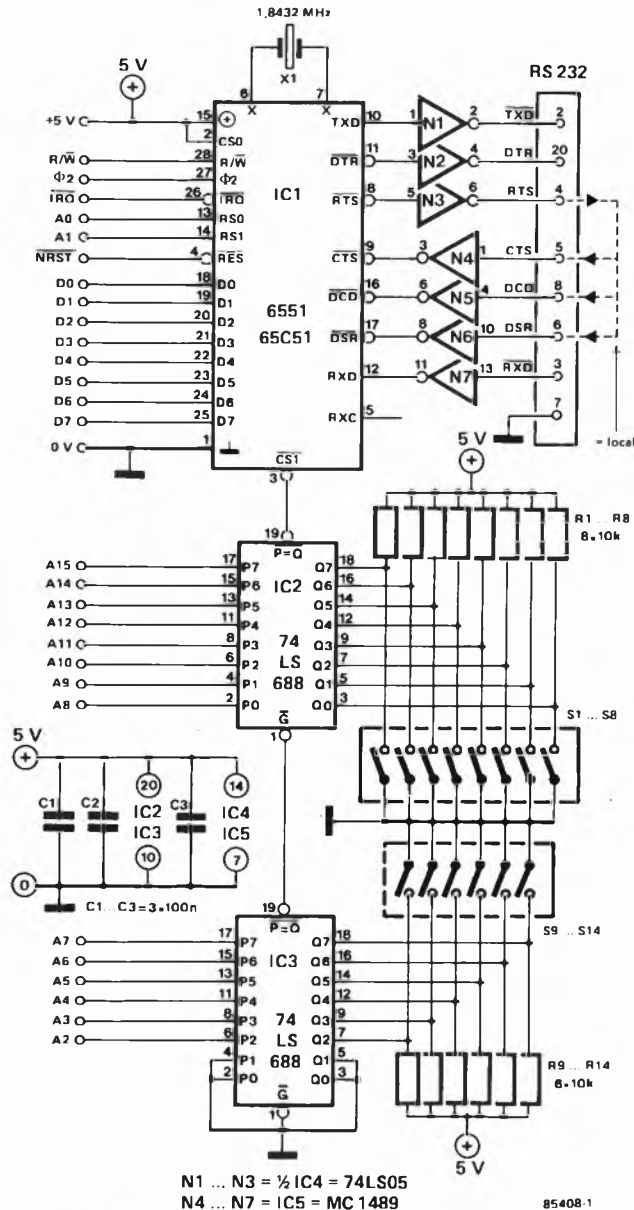 1,8432 MHz
X1
5 V
RS 232
6 7
X X
+5 V 15 2 CS0
TXD 10 1 N1 2 TXD 2
R/W 28 R/W
DTR 11 3 N2 4 DTR 20
Φ2 27 Φ2
IRQ 26 IRQ
IC1
RTS 8 5 N3 6 RTS 4
A0 13 RS0
A1 14 RS1
NRST 4 RES
CTS 9 3 N4 1 CTS 5
D0 18 D0
DCD 16 6 N5 4 DCD 8
D1 19 D1
6551
D2 20 D2
65C51
DSR 17 8 N6 10 DSR 6
D3 21 D3
D4 22 D4
RXD 12 11 N7 13 RXD 3
D5 23 D5
D6 24 D6
RXC 5
7
D7 25 D7
0 V 1
= local
CS1
3
5 V
19
P=Q
R1 ... R8
8×10k
A15 17 P7 Q7 18
IC2
A14 15 P6 Q6 16
A13 13 P5 Q5 14
A12 11 P4 Q4 12
74
A11 8 P3 Q3 9
LS
A10 6 P2 Q2 7
688
A9 4 P1 Q1 5
A8 2 P0 Q0 3
G
1
S1 ... S8
5 V
20 14
C1 C2 IC2 C3 IC4
IC3 IC5
10 7
0
C1...C3=3×100n
S9 ... S14
19
P=Q
A7 17 P7 Q7 18
IC3
A6 15 P6 Q6 16
A5 13 P5 Q5 14
A4 11 P4 Q4 12
74
A3 8 P3 Q3 9
LS
A2 6 P2 Q2 7
688
4 P1 Q1 5
2 P0 Q0 3
G
1
R9 ... R14
6×10k
5 V
N1 ... N3 = ½ IC4 = 74LS05
N4 ... N7 = IC5 = MC 1489
85408-1